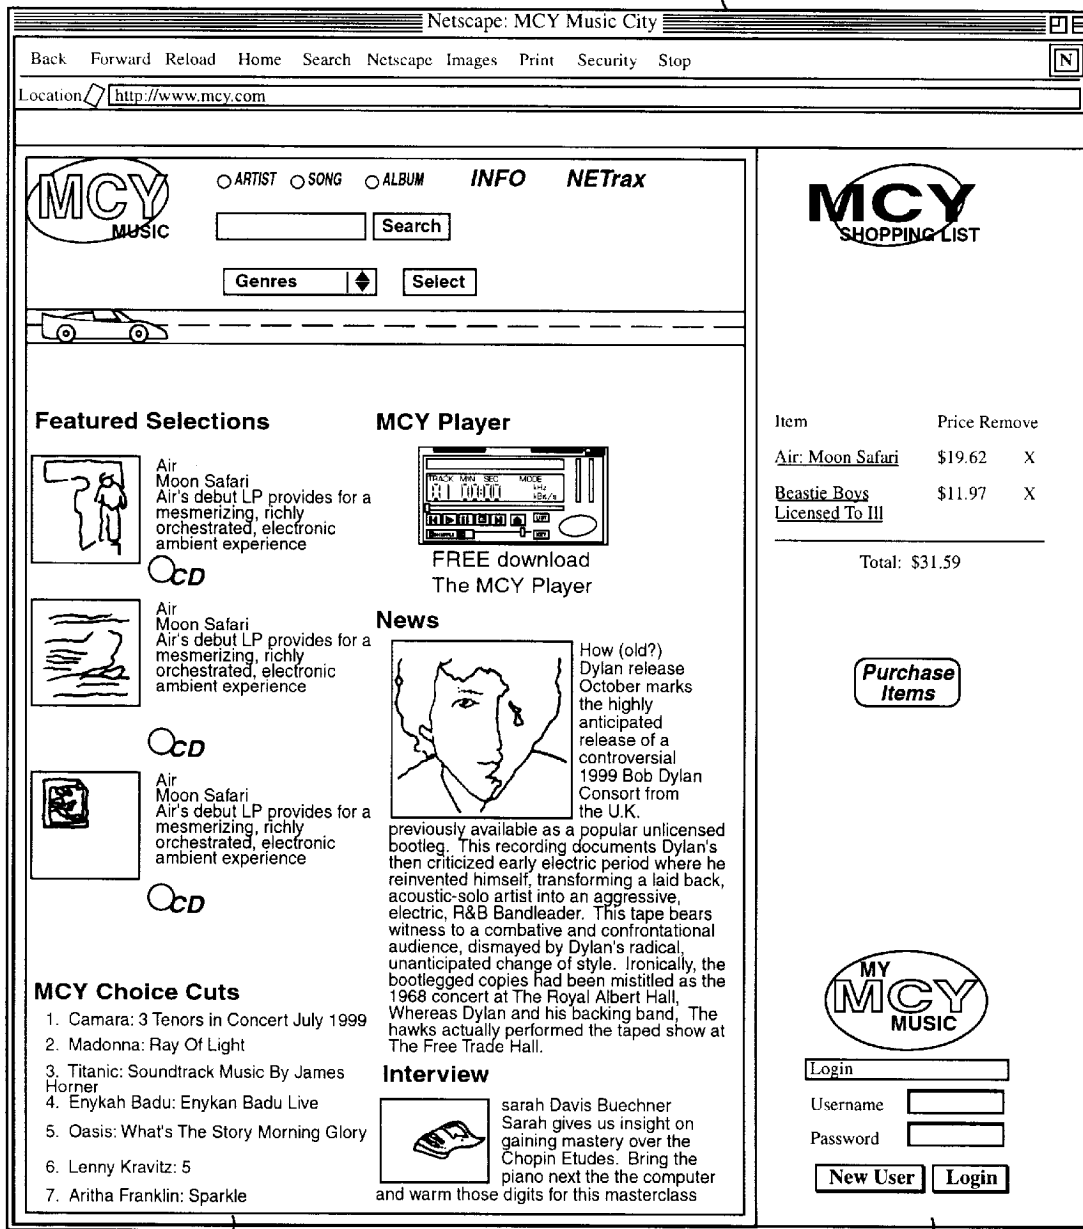 Netscape: MCY Music City
Back Forward Reload Home Search Netscape Images Print Security Stop
N
Location http://www.mcy.com
MCY
MUSIC
ARTIST SONG ALBUM INFO NETrax
Search
Genres Select
Featured Selections
Air
Moon Safari
Air's debut LP provides for a
mesmerizing, richly
orchestrated, electronic
ambient experience
CD
Air
Moon Safari
Air's debut LP provides for a
mesmerizing, richly
orchestrated, electronic
ambient experience
CD
Air
Moon Safari
Air's debut LP provides for a
mesmerizing, richly
orchestrated, electronic
ambient experience
CD
MCY Choice Cuts
1. Camara: 3 Tenors in Concert July 1999
2. Madonna: Ray Of Light
3. Titanic: Soundtrack Music By James
Horner
4. Enykah Badu: Enykan Badu Live
5. Oasis: What's The Story Morning Glory
6. Lenny Kravitz: 5
7. Aritha Franklin: Sparkle
MCY Player
TRACK MIN SEC MODE
01 00:00 kHz
kBit/s
FREE download
The MCY Player
News
How (old?)
Dylan release
October marks
the highly
anticipated
release of a
controversial
1999 Bob Dylan
Consort from
the U.K.
previously available as a popular unlicensed
bootleg. This recording documents Dylan's
then criticized early electric period where he
reinvented himself, transforming a laid back,
acoustic-solo artist into an aggressive,
electric, R&B Bandleader. This tape bears
witness to a combative and confrontational
audience, dismayed by Dylan's radical,
unanticipated change of style. Ironically, the
bootlegged copies had been mistitled as the
1968 concert at The Royal Albert Hall,
Whereas Dylan and his backing band, The
hawks actually performed the taped show at
The Free Trade Hall.
Interview
sarah Davis Buechner
Sarah gives us insight on
gaining mastery over the
Chopin Etudes. Bring the
piano next the the computer
and warm those digits for this masterclass
MCY
SHOPPING LIST
Item Price Remove
Air: Moon Safari $19.62 X
Beastie Boys $11.97 X
Licensed To Ill
Total: $31.59
Purchase
Items
MY
MCY
MUSIC
Login
Username
Password
New User Login